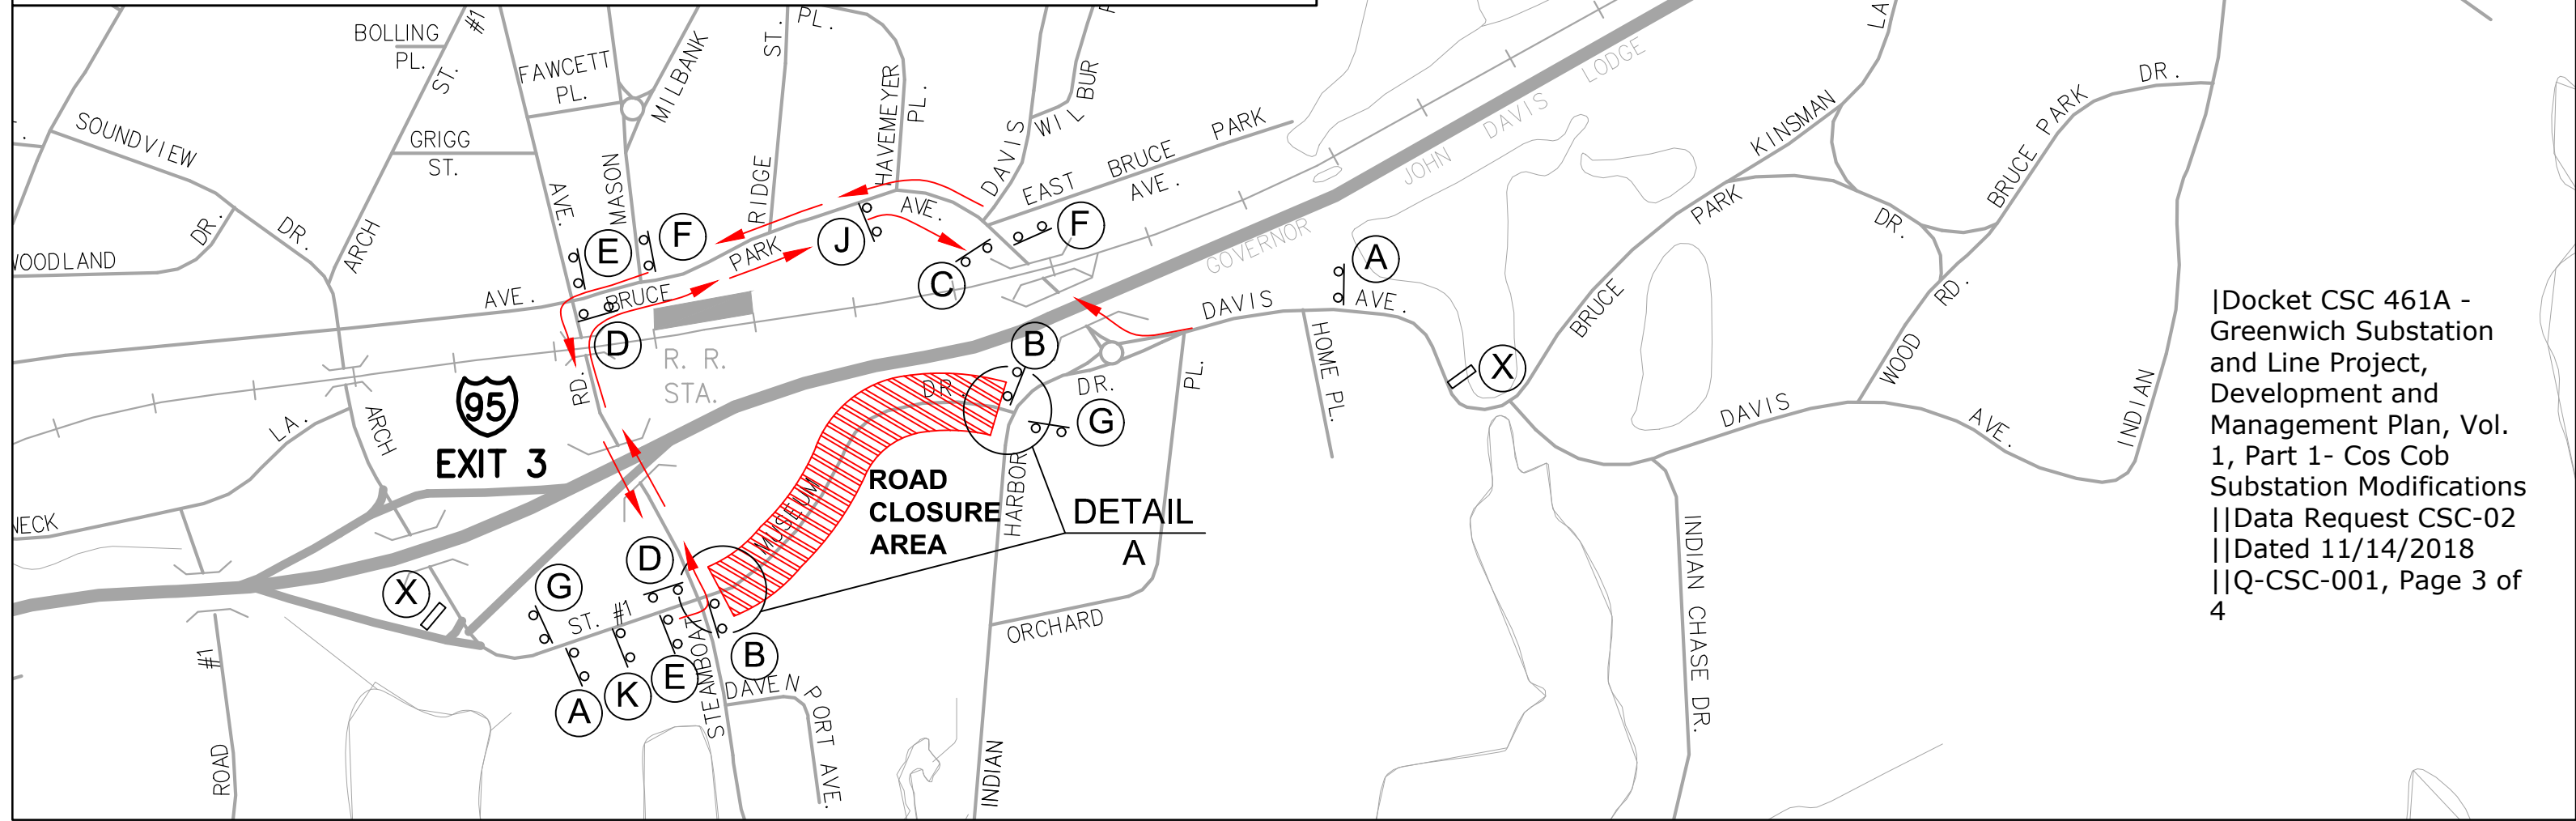 BOLLING
PL.
ST.
#1
FAWCETT
PL.
MILBANK
ST.
PL.
HAVEMEYER
PL.
DAVIS
WILBUR
SOUNDVIEW
DR.
GRIGG
ST.
AVE.
MASON
RIDGE
EAST BRUCE PARK
AVE.
WOODLAND
DR.
ARCH
AVE.
BRUCE
PARK
AVE.
E
F
J
C
F
D
R. R.
STA.
RD.
95
EXIT 3
LA.
ARCH
NECK
GOVERNOR
JOHN
DAVIS
LODGE
DAVIS
AVE.
A
HOME PL.
PL.
B
DR.
G
DR.
MUSEUM
ROAD
CLOSURE
AREA
HARBOR
DETAIL
A
X
G
D
ST. #1
A
K
E
B
STEAMBOAT
DAVENPORT AVE.
ROAD
#1
INDIAN
ORCHARD
X
BRUCE
PARK
DR.
KINSMAN
LA
BRUCE
PARK
DR.
WOOD
RD.
DAVIS
AVE.
INDIAN
INDIAN CHASE DR.
|Docket CSC 461A -
Greenwich Substation
and Line Project,
Development and
Management Plan, Vol.
1, Part 1- Cos Cob
Substation Modifications
||Data Request CSC-02
||Dated 11/14/2018
||Q-CSC-001, Page 3 of
4